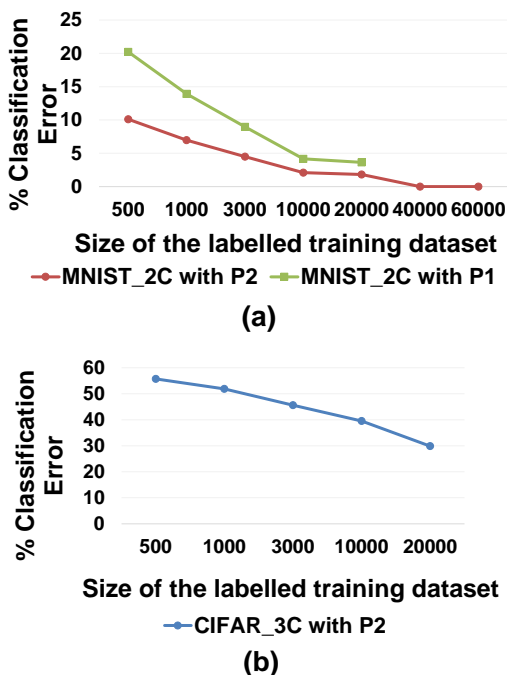 25
20
15
10
5
0
% Classification
Error
500 1000 3000 10000 20000 40000 60000
Size of the labelled training dataset
MNIST_2C with P2 MNIST_2C with P1
(a)
60
50
40
30
20
10
0
% Classification
Error
500 1000 3000 10000 20000
Size of the labelled training dataset
CIFAR_3C with P2
(b)